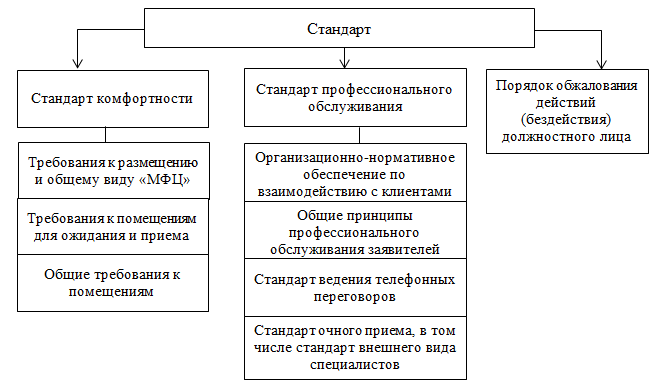 Стандарт
Стандарт комфортности
Требования к размещению
и общему виду «МФЦ»
Требования к помещениям
для ожидания и приема
Общие требования к
помещениям
Стандарт профессионального
обслуживания
Организационно-нормативное
обеспечение по
взаимодействию с клиентами
Общие принципы
профессионального
обслуживания заявителей
Стандарт ведения телефонных
переговоров
Стандарт очного приема, в том
числе стандарт внешнего вида
специалистов
Порядок обжалования
действий
(бездействия)
должностного лица